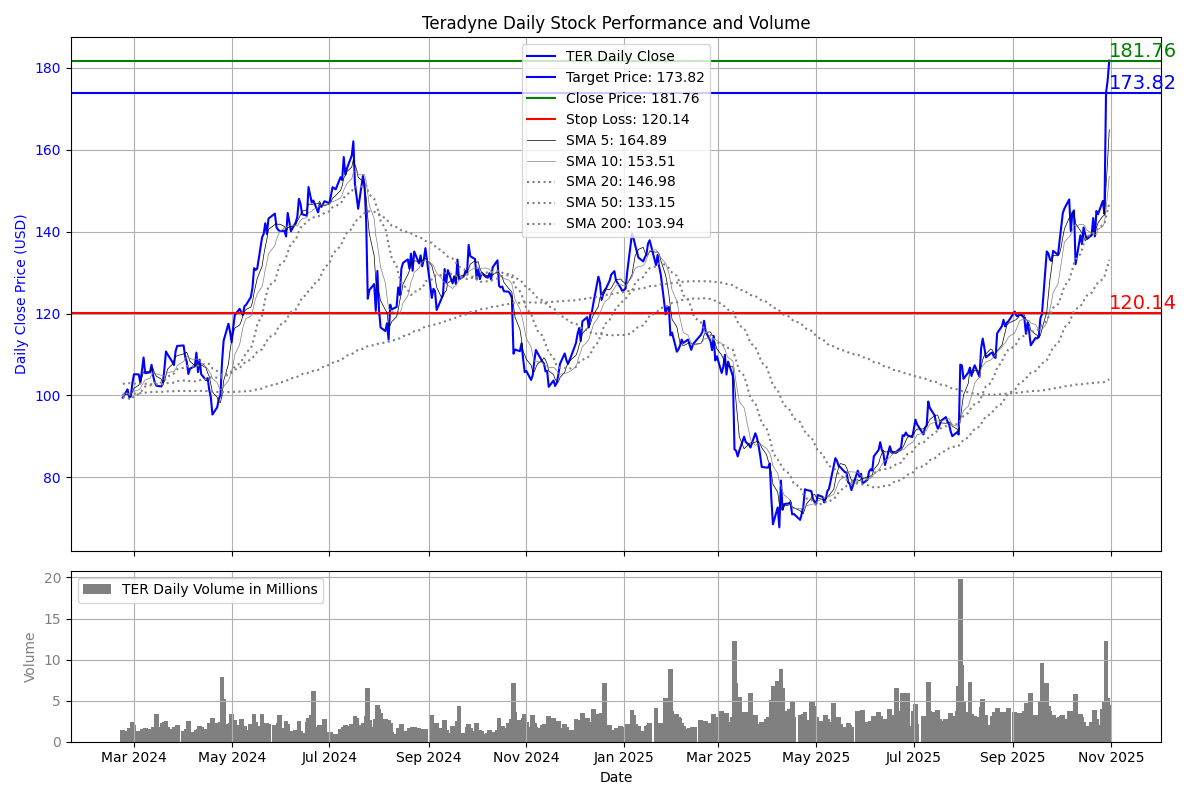 Teradyne Daily Stock Performance and Volume
Daily Close Price (USD)
180
160
140
120
100
80
TER Daily Close
Target Price: 173.82
Close Price: 181.76
Stop Loss: 120.14
SMA 5: 164.89
SMA 10: 153.51
SMA 20: 146.98
SMA 50: 133.15
SMA 200: 103.94
181.76
173.82
120.14
Volume
20
15
10
5
0
TER Daily Volume in Millions
Mar 2024
May 2024
Jul 2024
Sep 2024
Nov 2024
Jan 2025
Mar 2025
May 2025
Jul 2025
Sep 2025
Nov 2025
Date